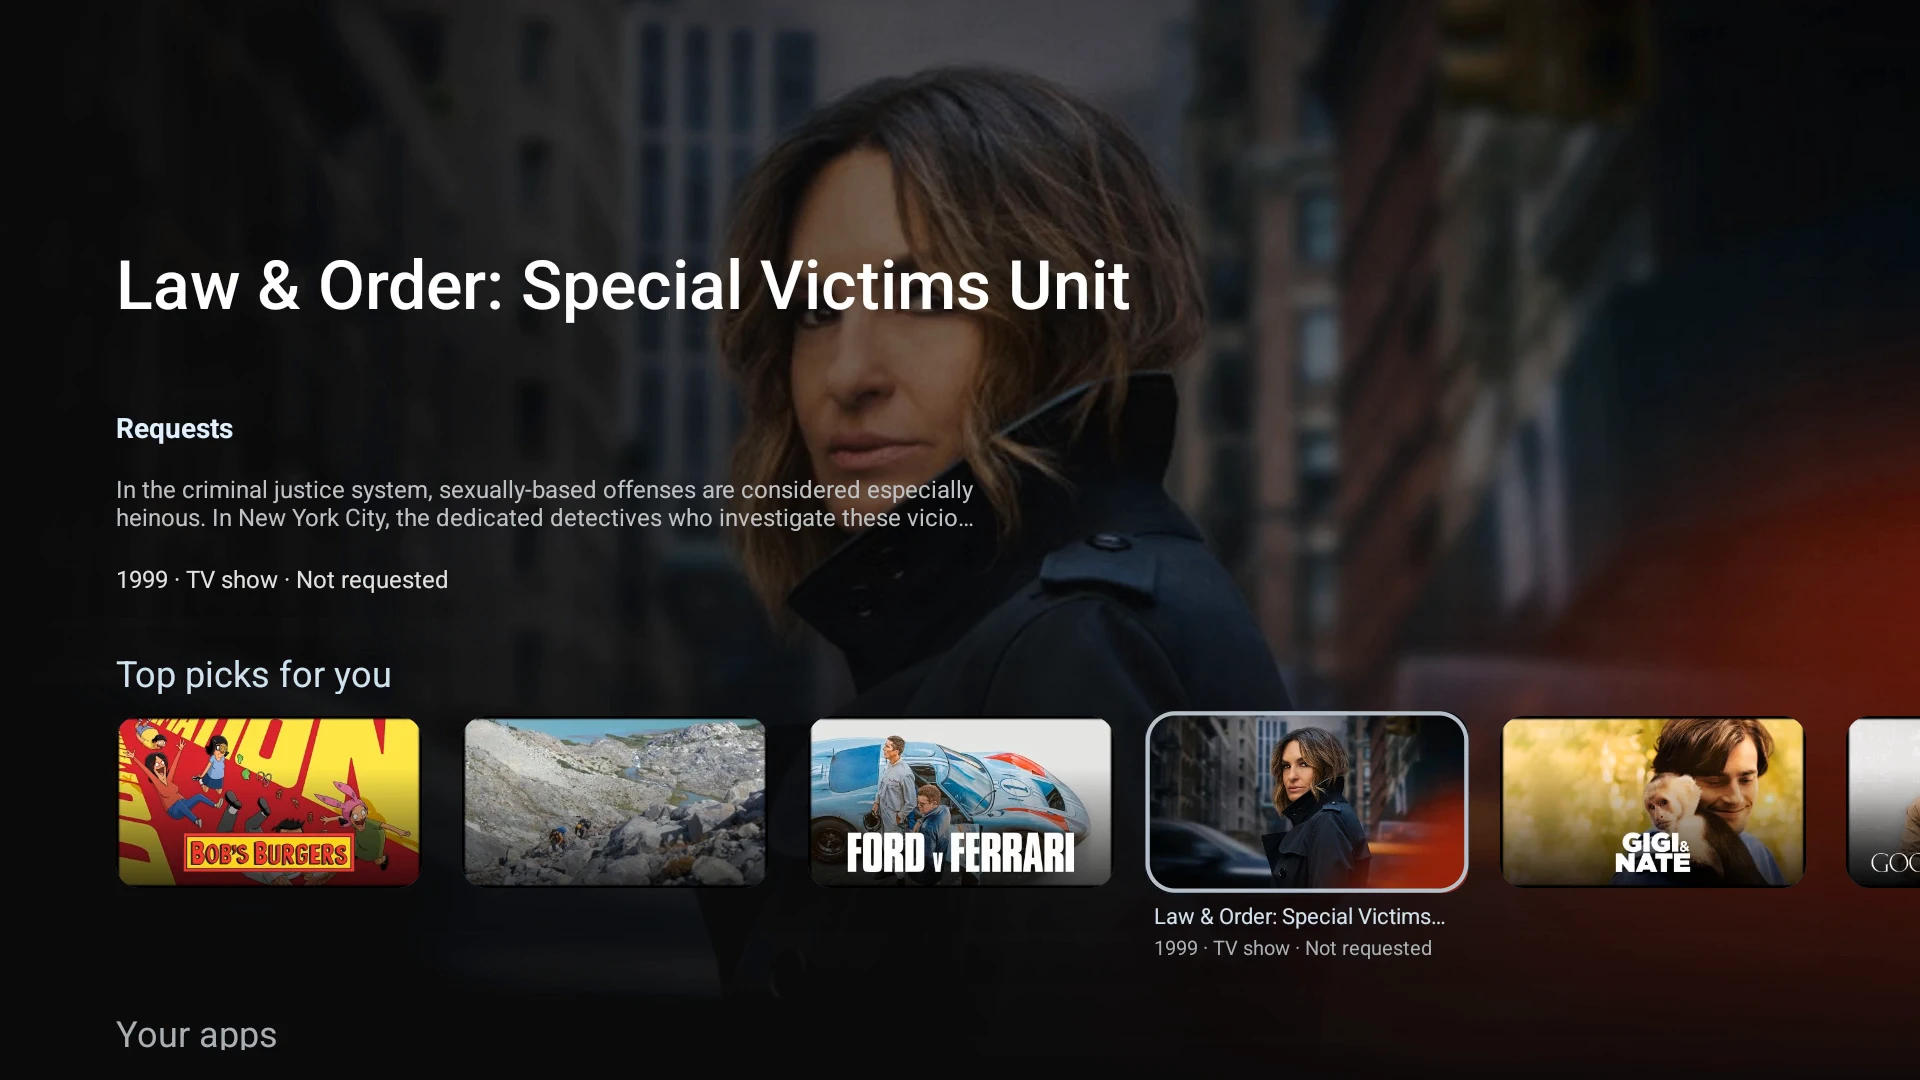 Law & Order: Special Victims Unit
Requests
In the criminal justice system, sexually-based offenses are considered especially
heinous. In New York City, the dedicated detectives who investigate these vicio…
1999 · TV show · Not requested
Top picks for you
BOB'S BURGERS
FORD v FERRARI
GIGI &
NATE
GOO
Law & Order: Special Victims…
1999 · TV show · Not requested
Your apps